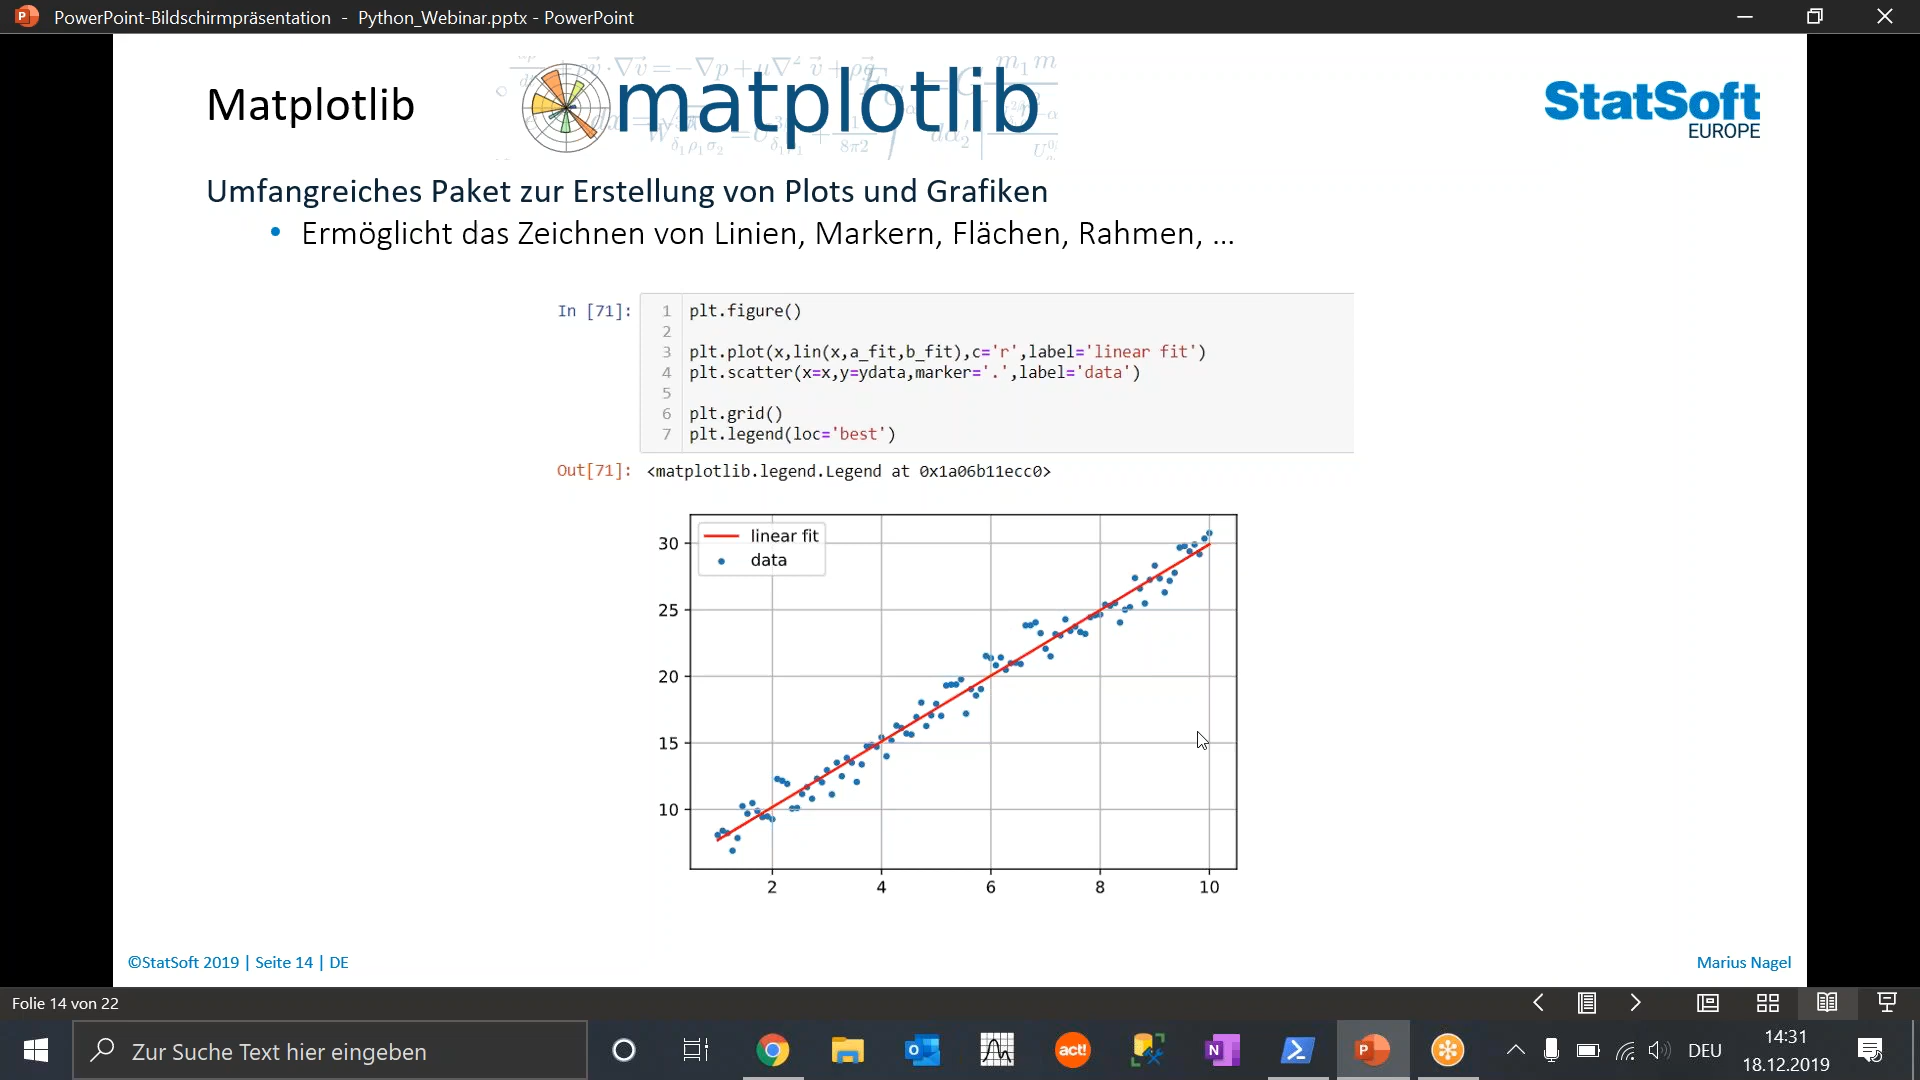 PowerPoint-Bildschirmpräsentation - Python_Webinar.pptx - PowerPoint
Matplotlib
matplotlib
StatSoft
EUROPE
Umfangreiches Paket zur Erstellung von Plots und Grafiken
• Ermöglicht das Zeichnen von Linien, Markern, Flächen, Rahmen, ...
In [71]:
1 plt.figure()
2
3 plt.plot(x,lin(x,a_fit,b_fit),c='r',label='linear fit')
4 plt.scatter(x=x,y=ydata,marker='.',label='data')
5
6 plt.grid()
7 plt.legend(loc='best')
Out[71]: <matplotlib.legend.Legend at 0x1a06b11ecc0>
linear fit
data
30
25
20
15
10
2 4 6 8 10
©StatSoft 2019 | Seite 14 | DE
Marius Nagel
Folie 14 von 22
Zur Suche Text hier eingeben
act!
DEU
14:31
18.12.2019